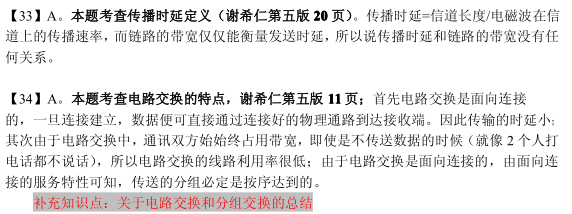 【33】A。本题考查传播时延定义（谢希仁第五版 20 页）。传播时延=信道长度/电磁波在信
道上的传播速率，而链路的带宽仅仅能衡量发送时延，所以说传播时延和链路的带宽没有任
何关系。
【34】A。本题考查电路交换的特点，谢希仁第五版 11 页；首先电路交换是面向连接
的，一旦连接建立，数据便可直接通过连接好的物理通路到达接收端。因此传输的时延小；
其次由于电路交换中，通讯双方始始终占用带宽，即使是不传送数据的时候（就像 2 个人打
电话都不说话），所以电路交换的线路利用率很低；由于电路交换是面向连接的，由面向连
接的服务特性可知，传送的分组必定是按序达到的。
补充知识点：关于电路交换和分组交换的总结